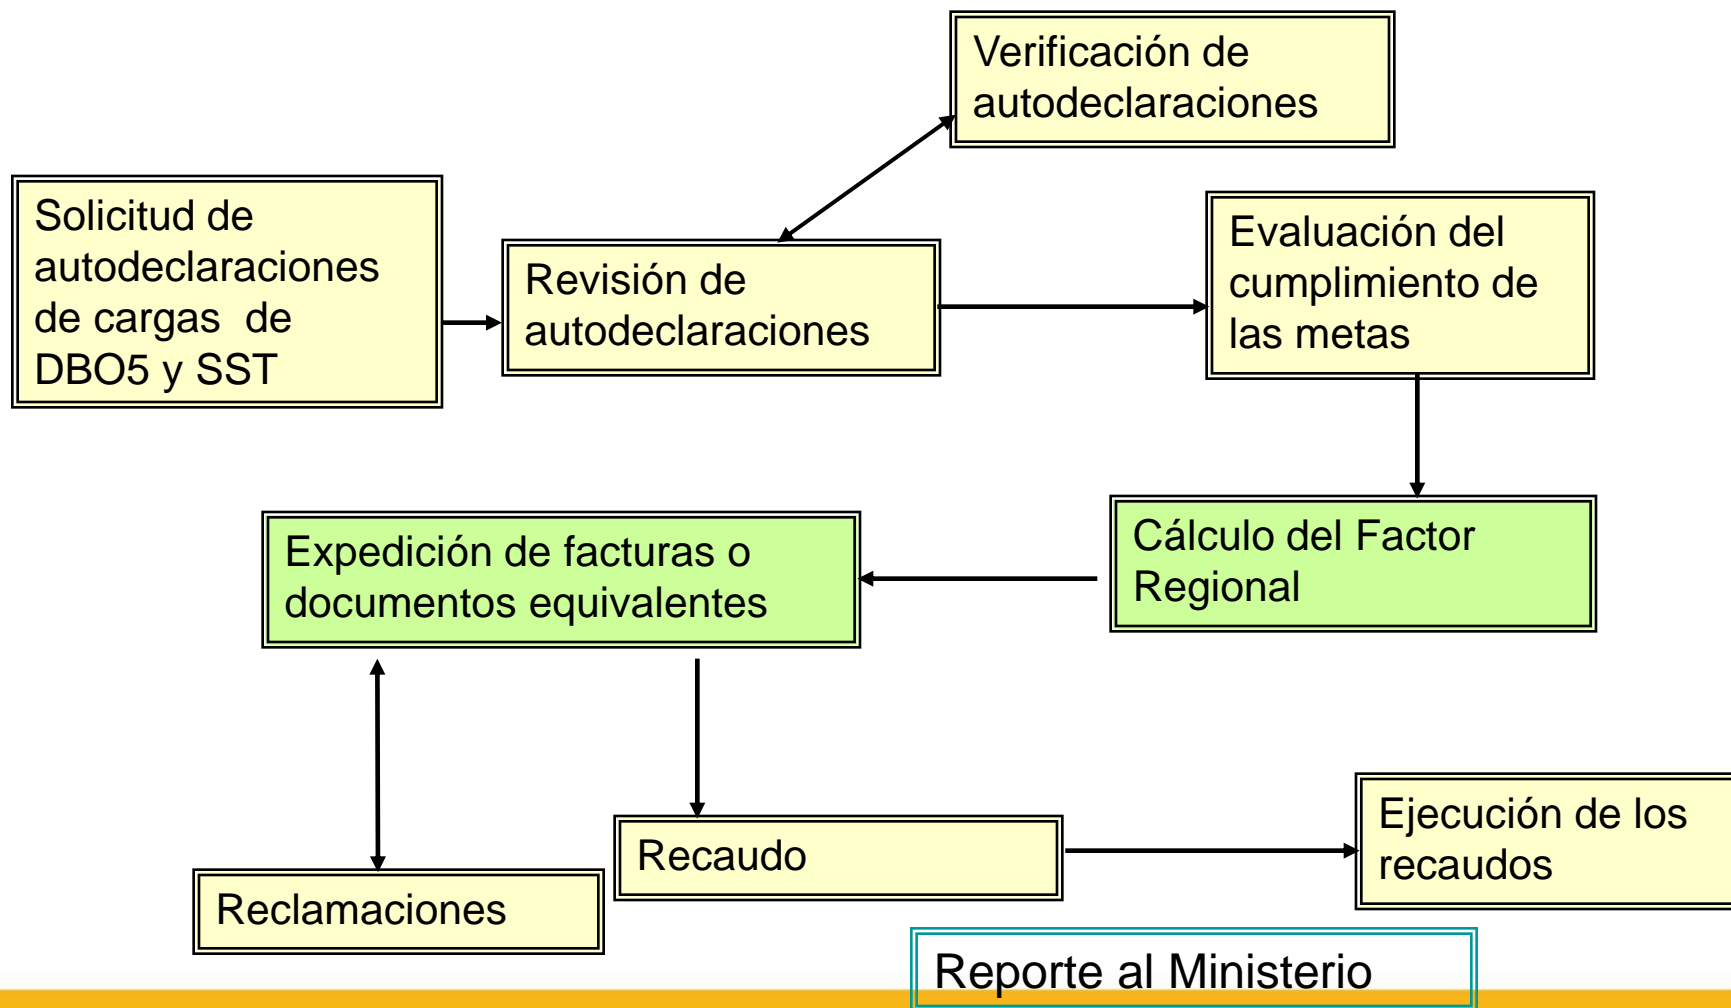 Verificación de
autodeclaraciones
Solicitud de
autodeclaraciones
de cargas  de
DBO5 y SST
Revisión de
autodeclaraciones
Evaluación del
cumplimiento de
las metas
Cálculo del Factor
Regional
Expedición de facturas o
documentos equivalentes
Reclamaciones
Recaudo
Ejecución de los
recaudos
Reporte al Ministerio